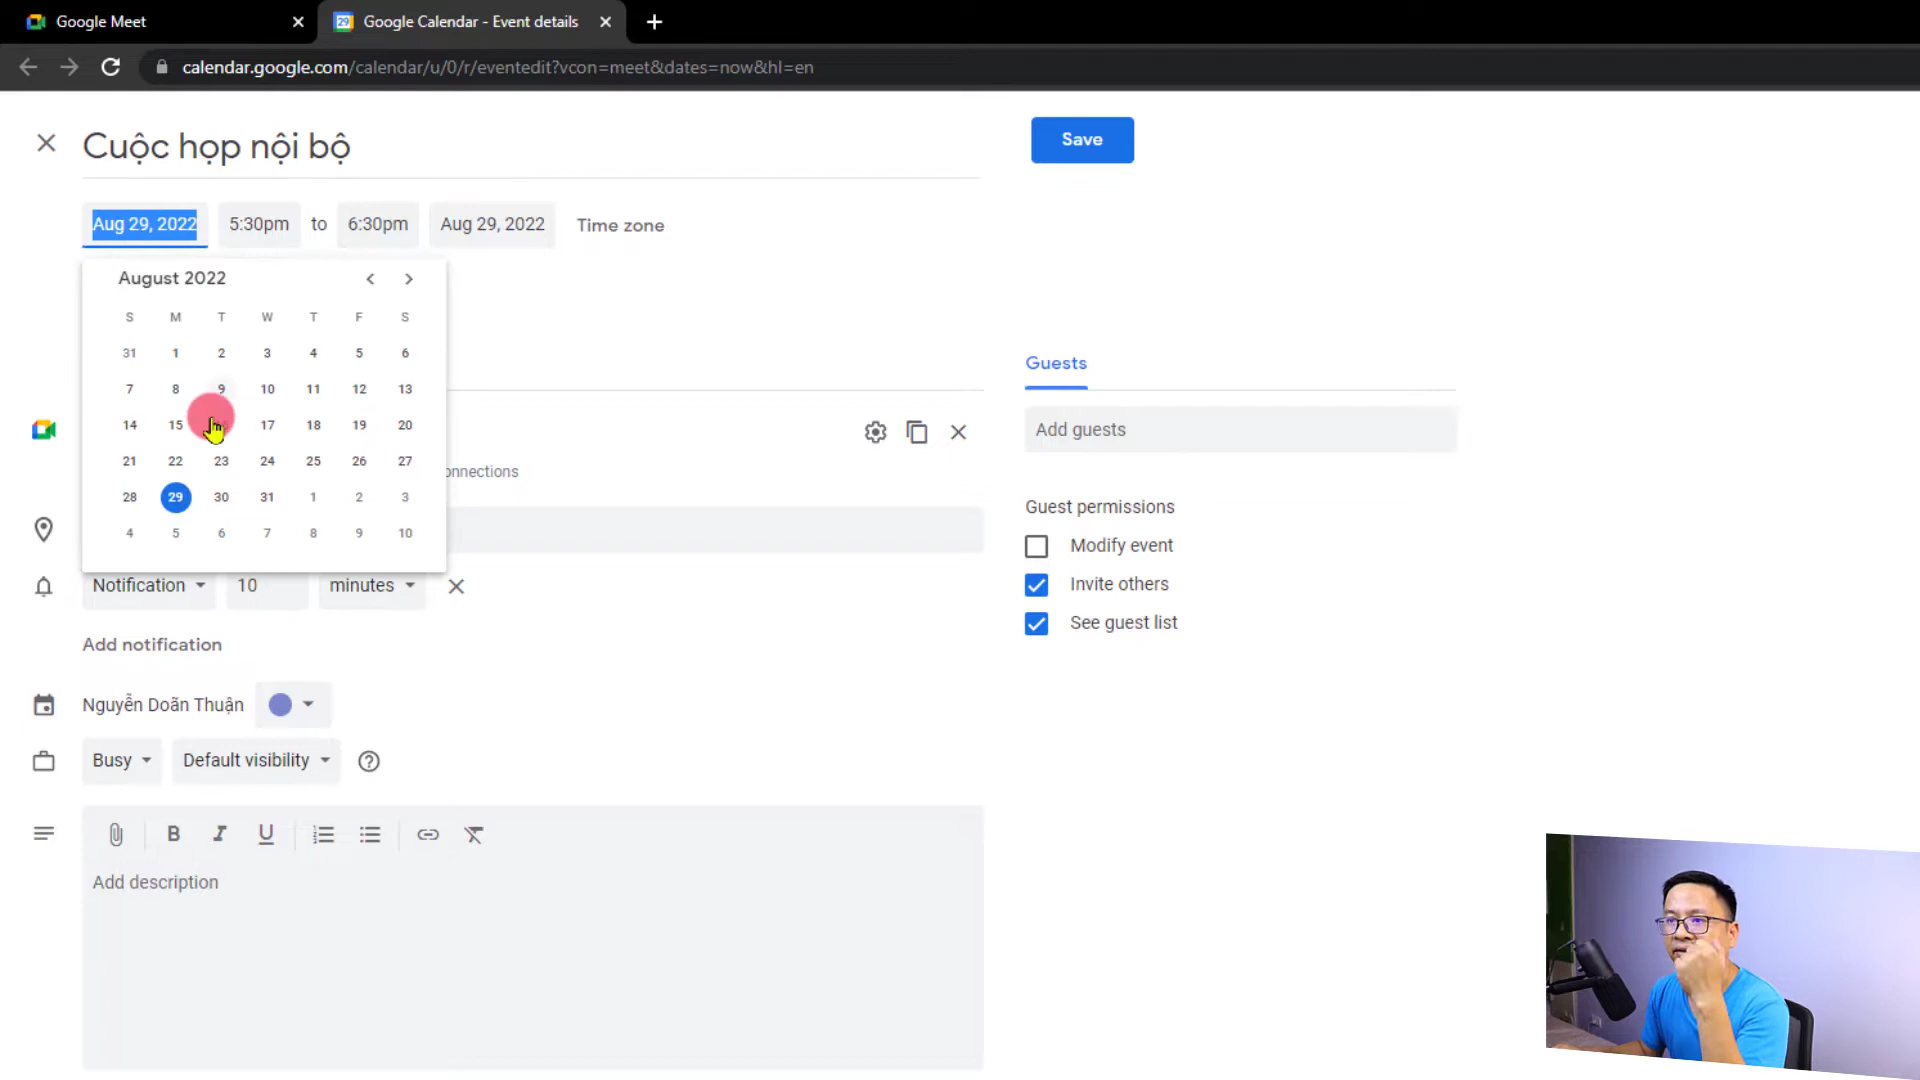 Google Meet
Google Calendar - Event details
calendar.google.com/calendar/u/0/r/eventedit?vcon=meet&dates=now&hl=en
Cuộc họp nội bộ
Save
Aug 29, 2022 5:30pm to 6:30pm Aug 29, 2022 Time zone
August 2022
S M T W T F S
31 1 2 3 4 5 6
7 8 9 10 11 12 13
14 15 17 18 19 20
21 22 23 24 25 26 27
28 29 30 31 1 2 3
4 5 6 7 8 9 10
Guests
Add guests
Guest permissions
Modify event
Invite others
See guest list
Notification 10 minutes
Add notification
Nguyễn Doãn Thuận
Busy Default visibility
B I U
Add description